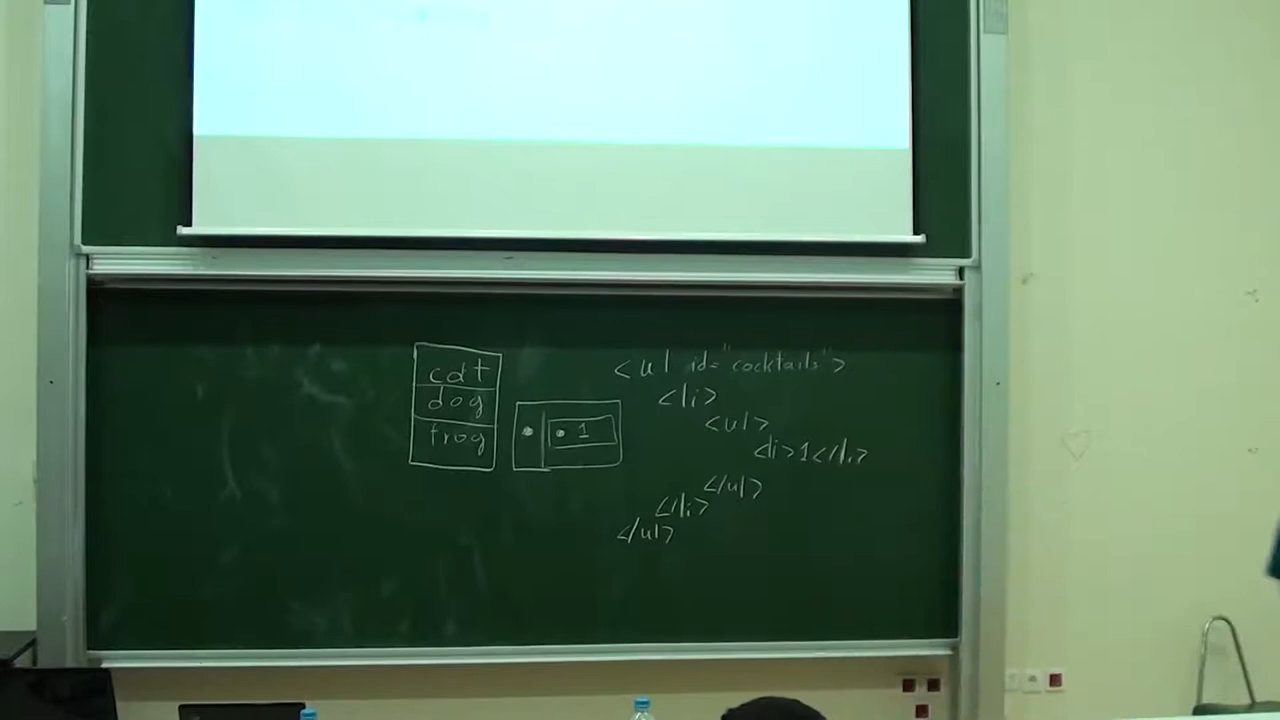 cat
dog
frog
1
<ul id="cocktails">
<li>
<ul>
<li>1</li>
</ul>
</li>
</ul>